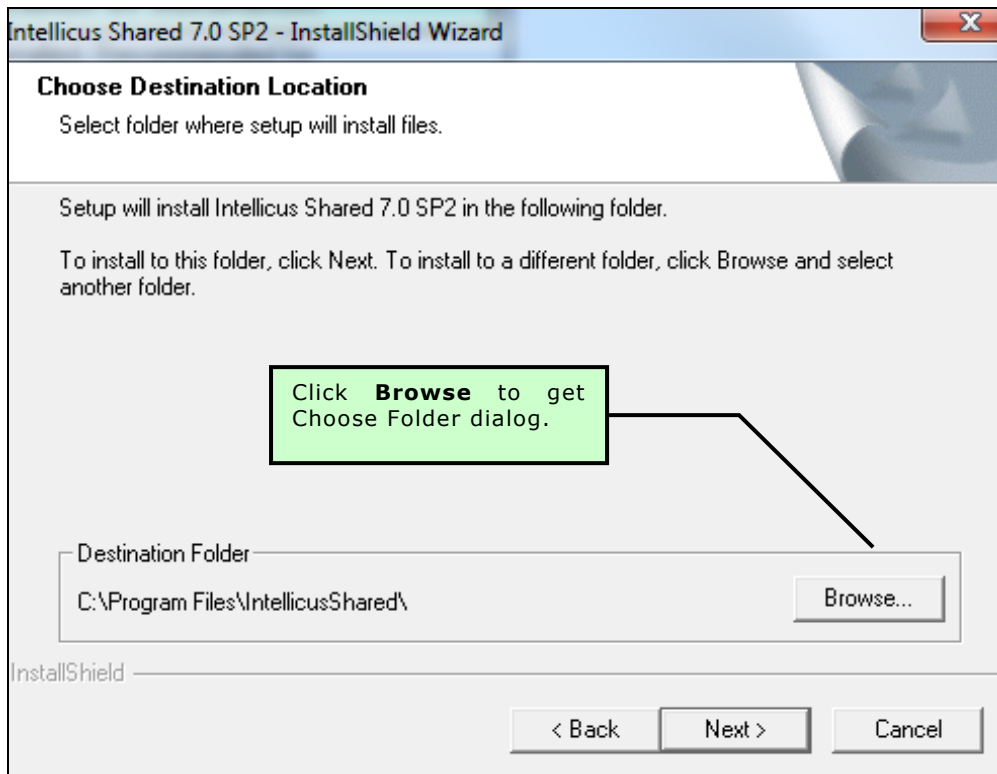 Intellicus Shared 7.0 SP2 - InstallShield Wizard
Choose Destination Location
Select folder where setup will install files.
Setup will install Intellicus Shared 7.0 SP2 in the following folder.
To install to this folder, click Next. To install to a different folder, click Browse and select
another folder.
Click Browse to get
Choose Folder dialog.
Destination Folder
C:\Program Files\IntellicusShared\
Browse...
InstallShield
< Back
Next >
Cancel